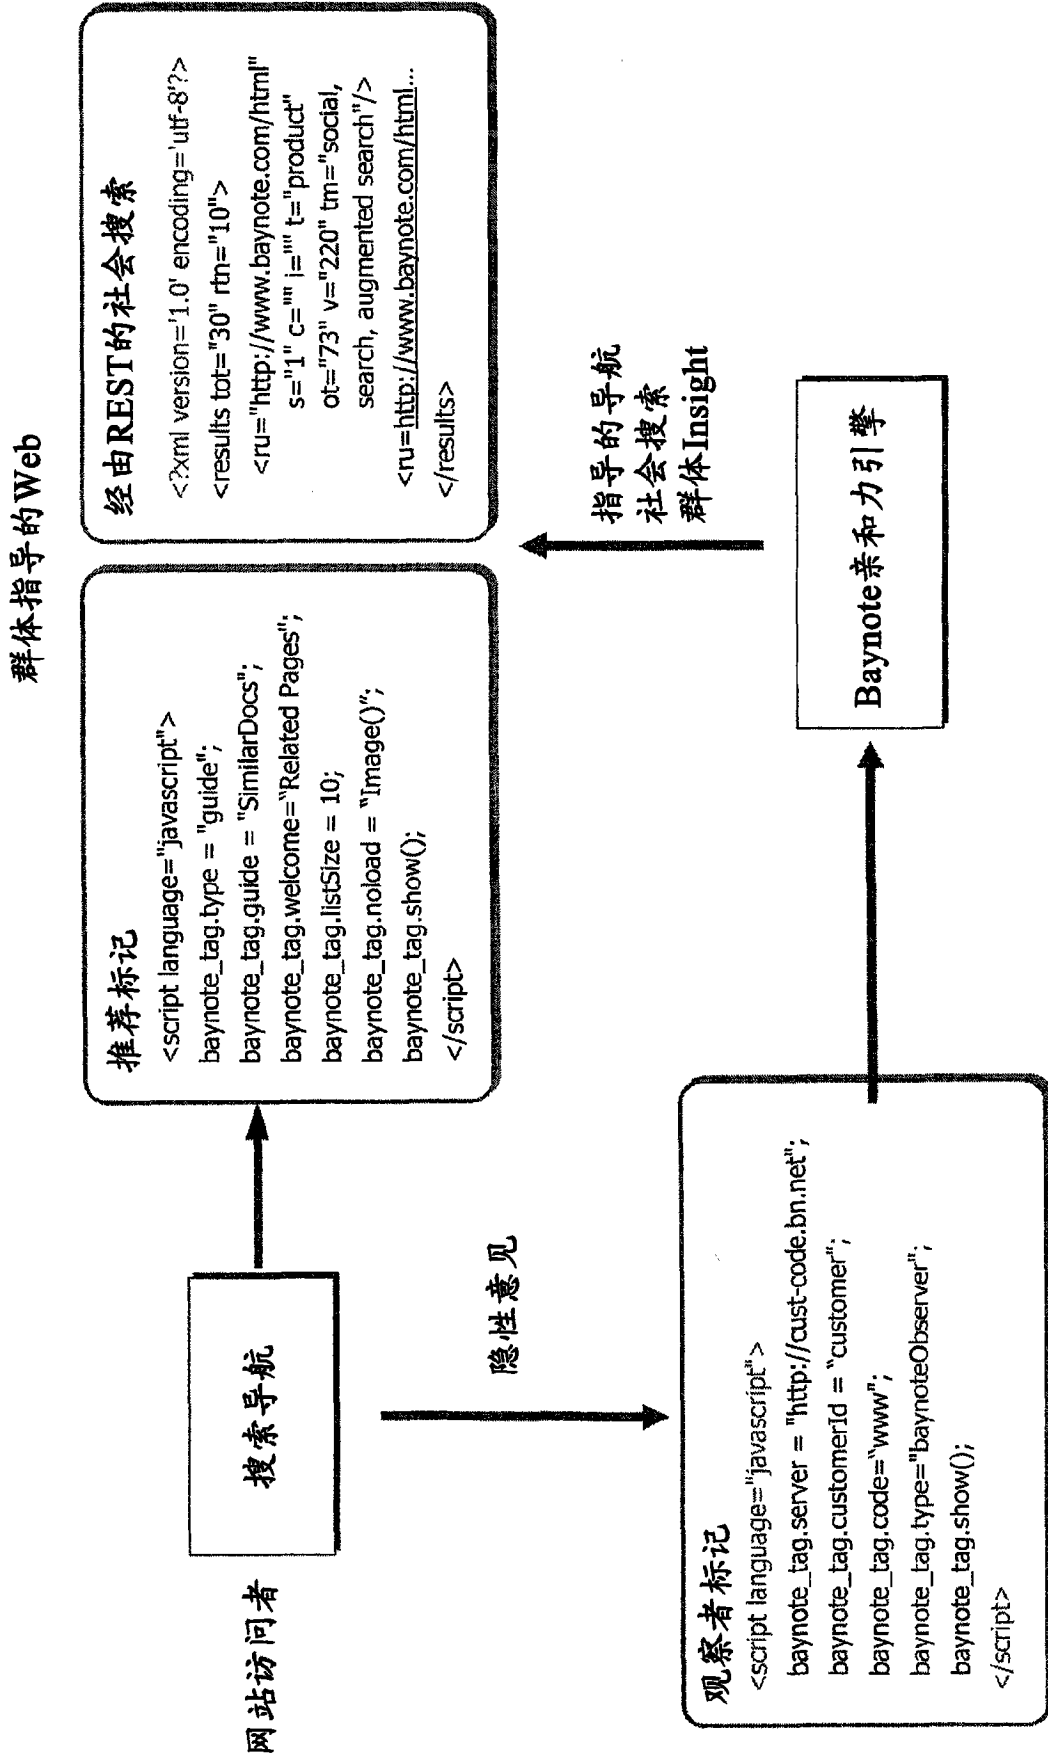 群体指导的Web
网站访问者
搜索导航
推荐标记
<script language="javascript">
baynote_tag.type = "guide";
baynote_tag.guide = "SimilarDocs";
baynote_tag.welcome="Related Pages";
baynote_tag.listSize = 10;
baynote_tag.noload = "Image()";
baynote_tag.show();
</script>
经由REST的社会搜索
<?xml version='1.0' encoding='utf-8'?>
<results tot="30" rtn="10">
<ru="http://www.baynote.com/html"
s="1" c="" i="" t="product"
ot="73" v="220" tm="social,
search, augmented search"/>
<ru=http://www.baynote.com/html...
</results>
隐性意见
指导的导航
社会搜索
群体Insight
观察者标记
<script language="javascript">
baynote_tag.server = "http://cust-code.bn.net";
baynote_tag.customerId = "customer";
baynote_tag.code="www";
baynote_tag.type="baynoteObserver";
baynote_tag.show();
</script>
Baynote亲和力引擎